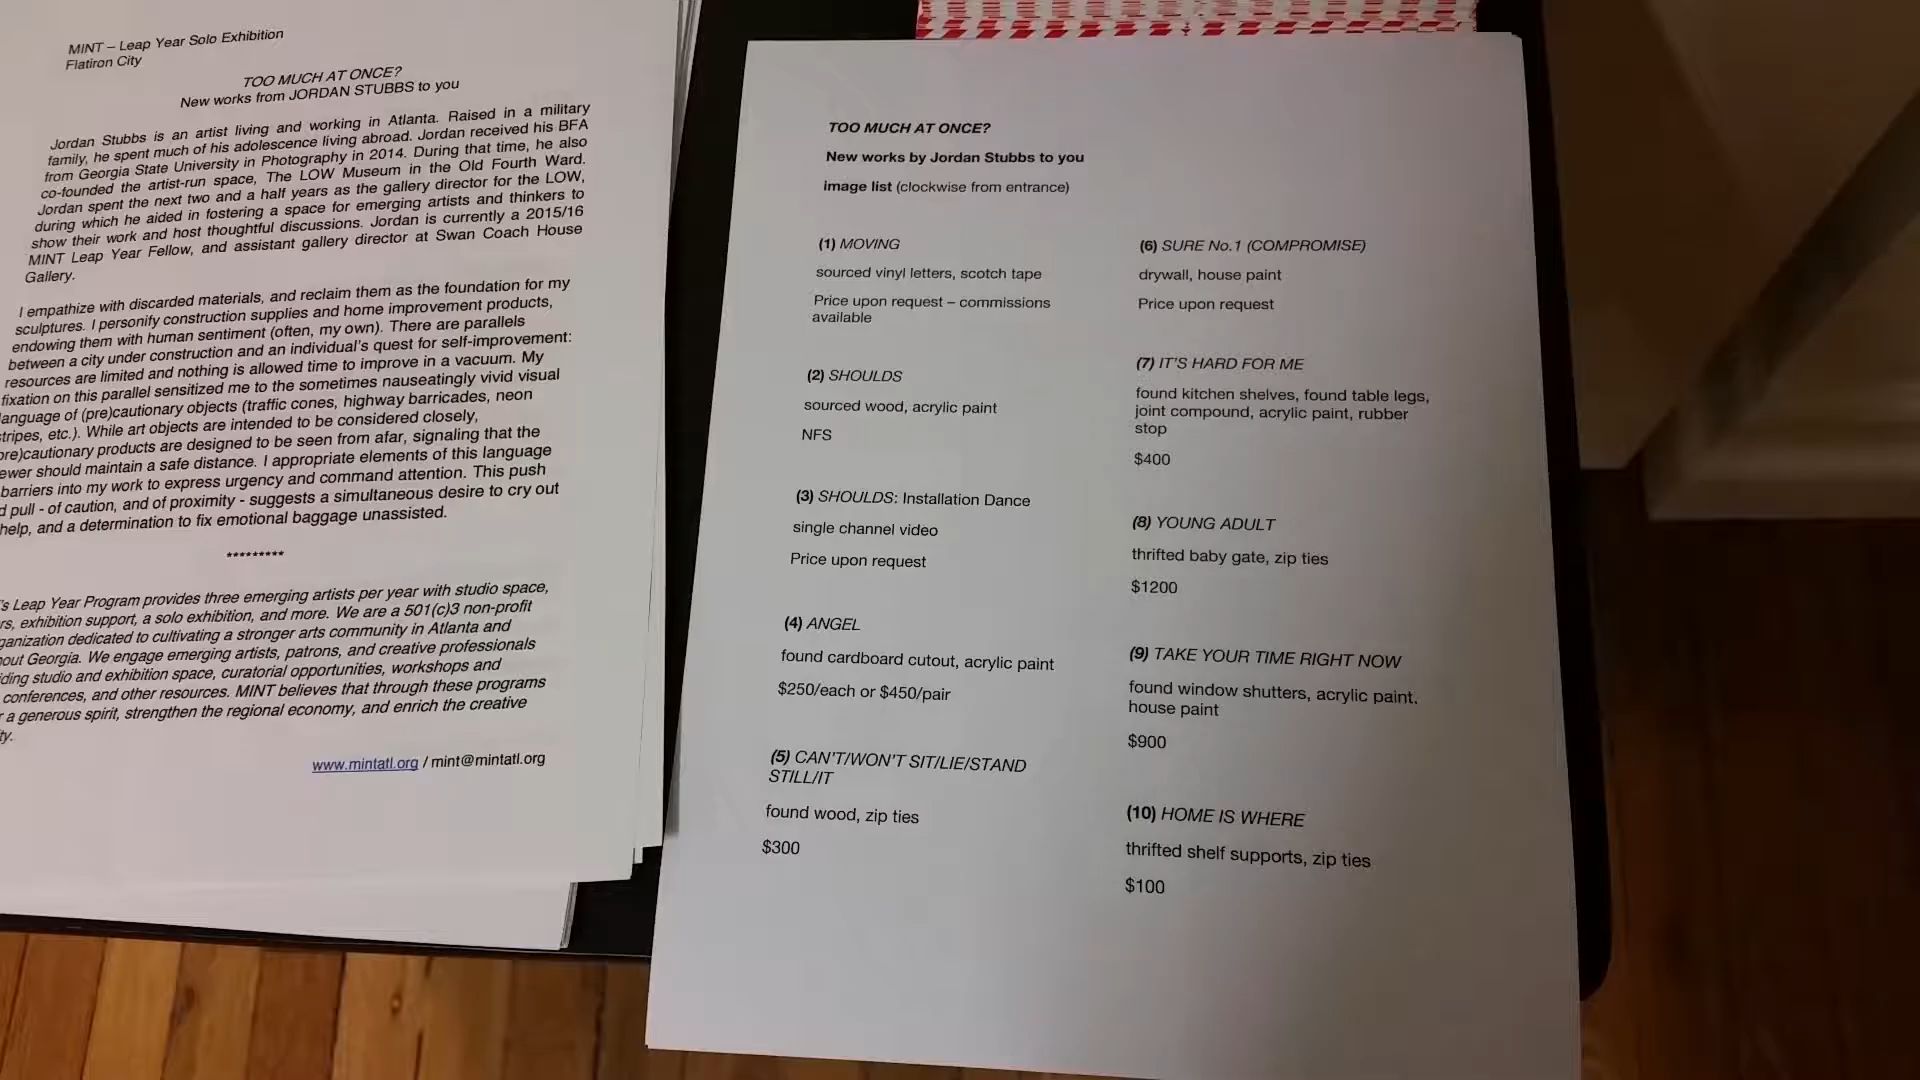 MINT – Leap Year Solo Exhibition
Flatiron City
TOO MUCH AT ONCE?
New works from JORDAN STUBBS to you
Jordan Stubbs is an artist living and working in Atlanta. Raised in a military
family, he spent much of his adolescence living abroad. Jordan received his BFA
from Georgia State University in Photography in 2014. During that time, he also
co-founded the artist-run space, The LOW Museum in the Old Fourth Ward.
Jordan spent the next two and a half years as the gallery director for the LOW,
during which he aided in fostering a space for emerging artists and thinkers to
show their work and host thoughtful discussions. Jordan is currently a 2015/16
MINT Leap Year Fellow, and assistant gallery director at Swan Coach House
Gallery.
I empathize with discarded materials, and reclaim them as the foundation for my
sculptures. I personify construction supplies and home improvement products,
endowing them with human sentiment (often, my own). There are parallels
between a city under construction and an individual's quest for self-improvement:
resources are limited and nothing is allowed time to improve in a vacuum. My
fixation on this parallel sensitized me to the sometimes nauseatingly vivid visual
language of (pre)cautionary objects (traffic cones, highway barricades, neon
stripes, etc.). While art objects are intended to be considered closely,
pre)cautionary products are designed to be seen from afar, signaling that the
ewer should maintain a safe distance. I appropriate elements of this language
barriers into my work to express urgency and command attention. This push
d pull - of caution, and of proximity - suggests a simultaneous desire to cry out
help, and a determination to fix emotional baggage unassisted.
*********
's Leap Year Program provides three emerging artists per year with studio space,
rs, exhibition support, a solo exhibition, and more. We are a 501(c)3 non-profit
ganization dedicated to cultivating a stronger arts community in Atlanta and
hout Georgia. We engage emerging artists, patrons, and creative professionals
iding studio and exhibition space, curatorial opportunities, workshops and
conferences, and other resources. MINT believes that through these programs
r a generous spirit, strengthen the regional economy, and enrich the creative
ty.
www.mintatl.org / mint@mintatl.org
TOO MUCH AT ONCE?
New works by Jordan Stubbs to you
image list (clockwise from entrance)
(1) MOVING
sourced vinyl letters, scotch tape
Price upon request – commissions
available
(2) SHOULDS
sourced wood, acrylic paint
NFS
(3) SHOULDS: Installation Dance
single channel video
Price upon request
(4) ANGEL
found cardboard cutout, acrylic paint
$250/each or $450/pair
(5) CAN'T/WON'T SIT/LIE/STAND
STILL/IT
found wood, zip ties
$300
(6) SURE No.1 (COMPROMISE)
drywall, house paint
Price upon request
(7) IT'S HARD FOR ME
found kitchen shelves, found table legs,
joint compound, acrylic paint, rubber
stop
$400
(8) YOUNG ADULT
thrifted baby gate, zip ties
$1200
(9) TAKE YOUR TIME RIGHT NOW
found window shutters, acrylic paint,
house paint
$900
(10) HOME IS WHERE
thrifted shelf supports, zip ties
$100